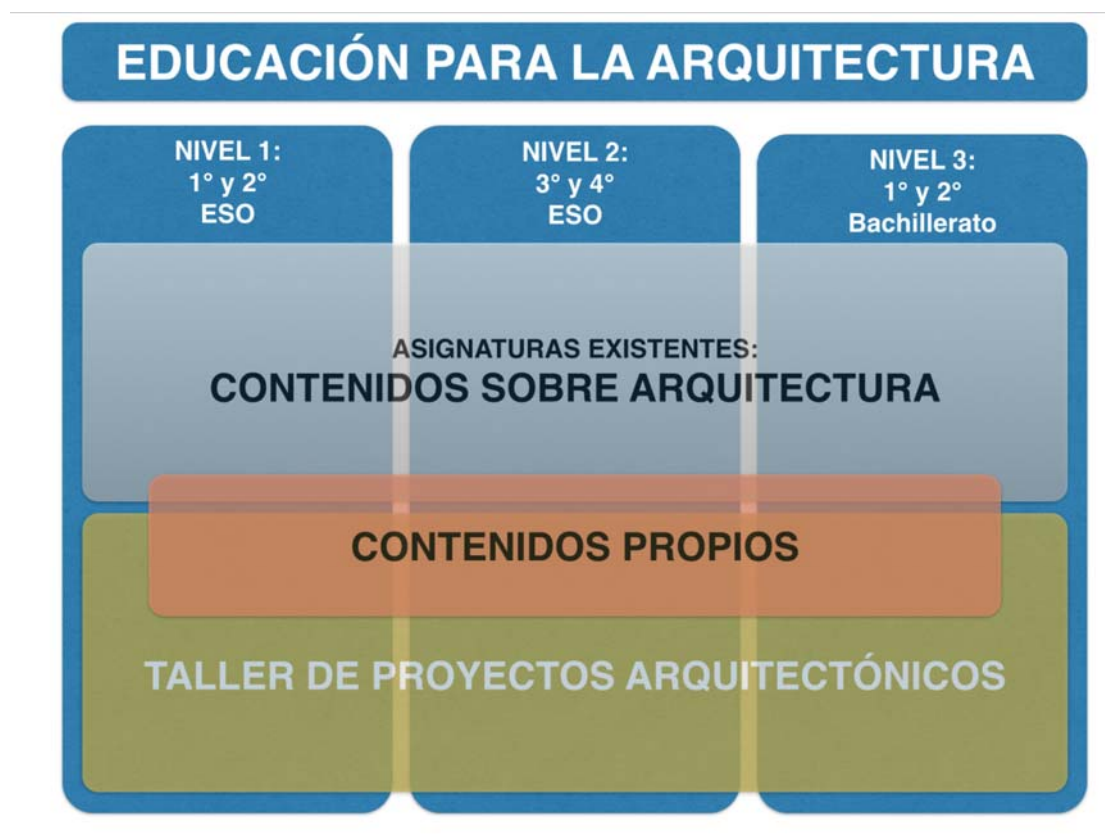 EDUCACIÓN PARA LA ARQUITECTURA
NIVEL 1:
1° y 2°
ESO
NIVEL 2:
3° y 4°
ESO
NIVEL 3:
1° y 2°
Bachillerato
ASIGNATURAS EXISTENTES:
CONTENIDOS SOBRE ARQUITECTURA
CONTENIDOS PROPIOS
TALLER DE PROYECTOS ARQUITECTÓNICOS